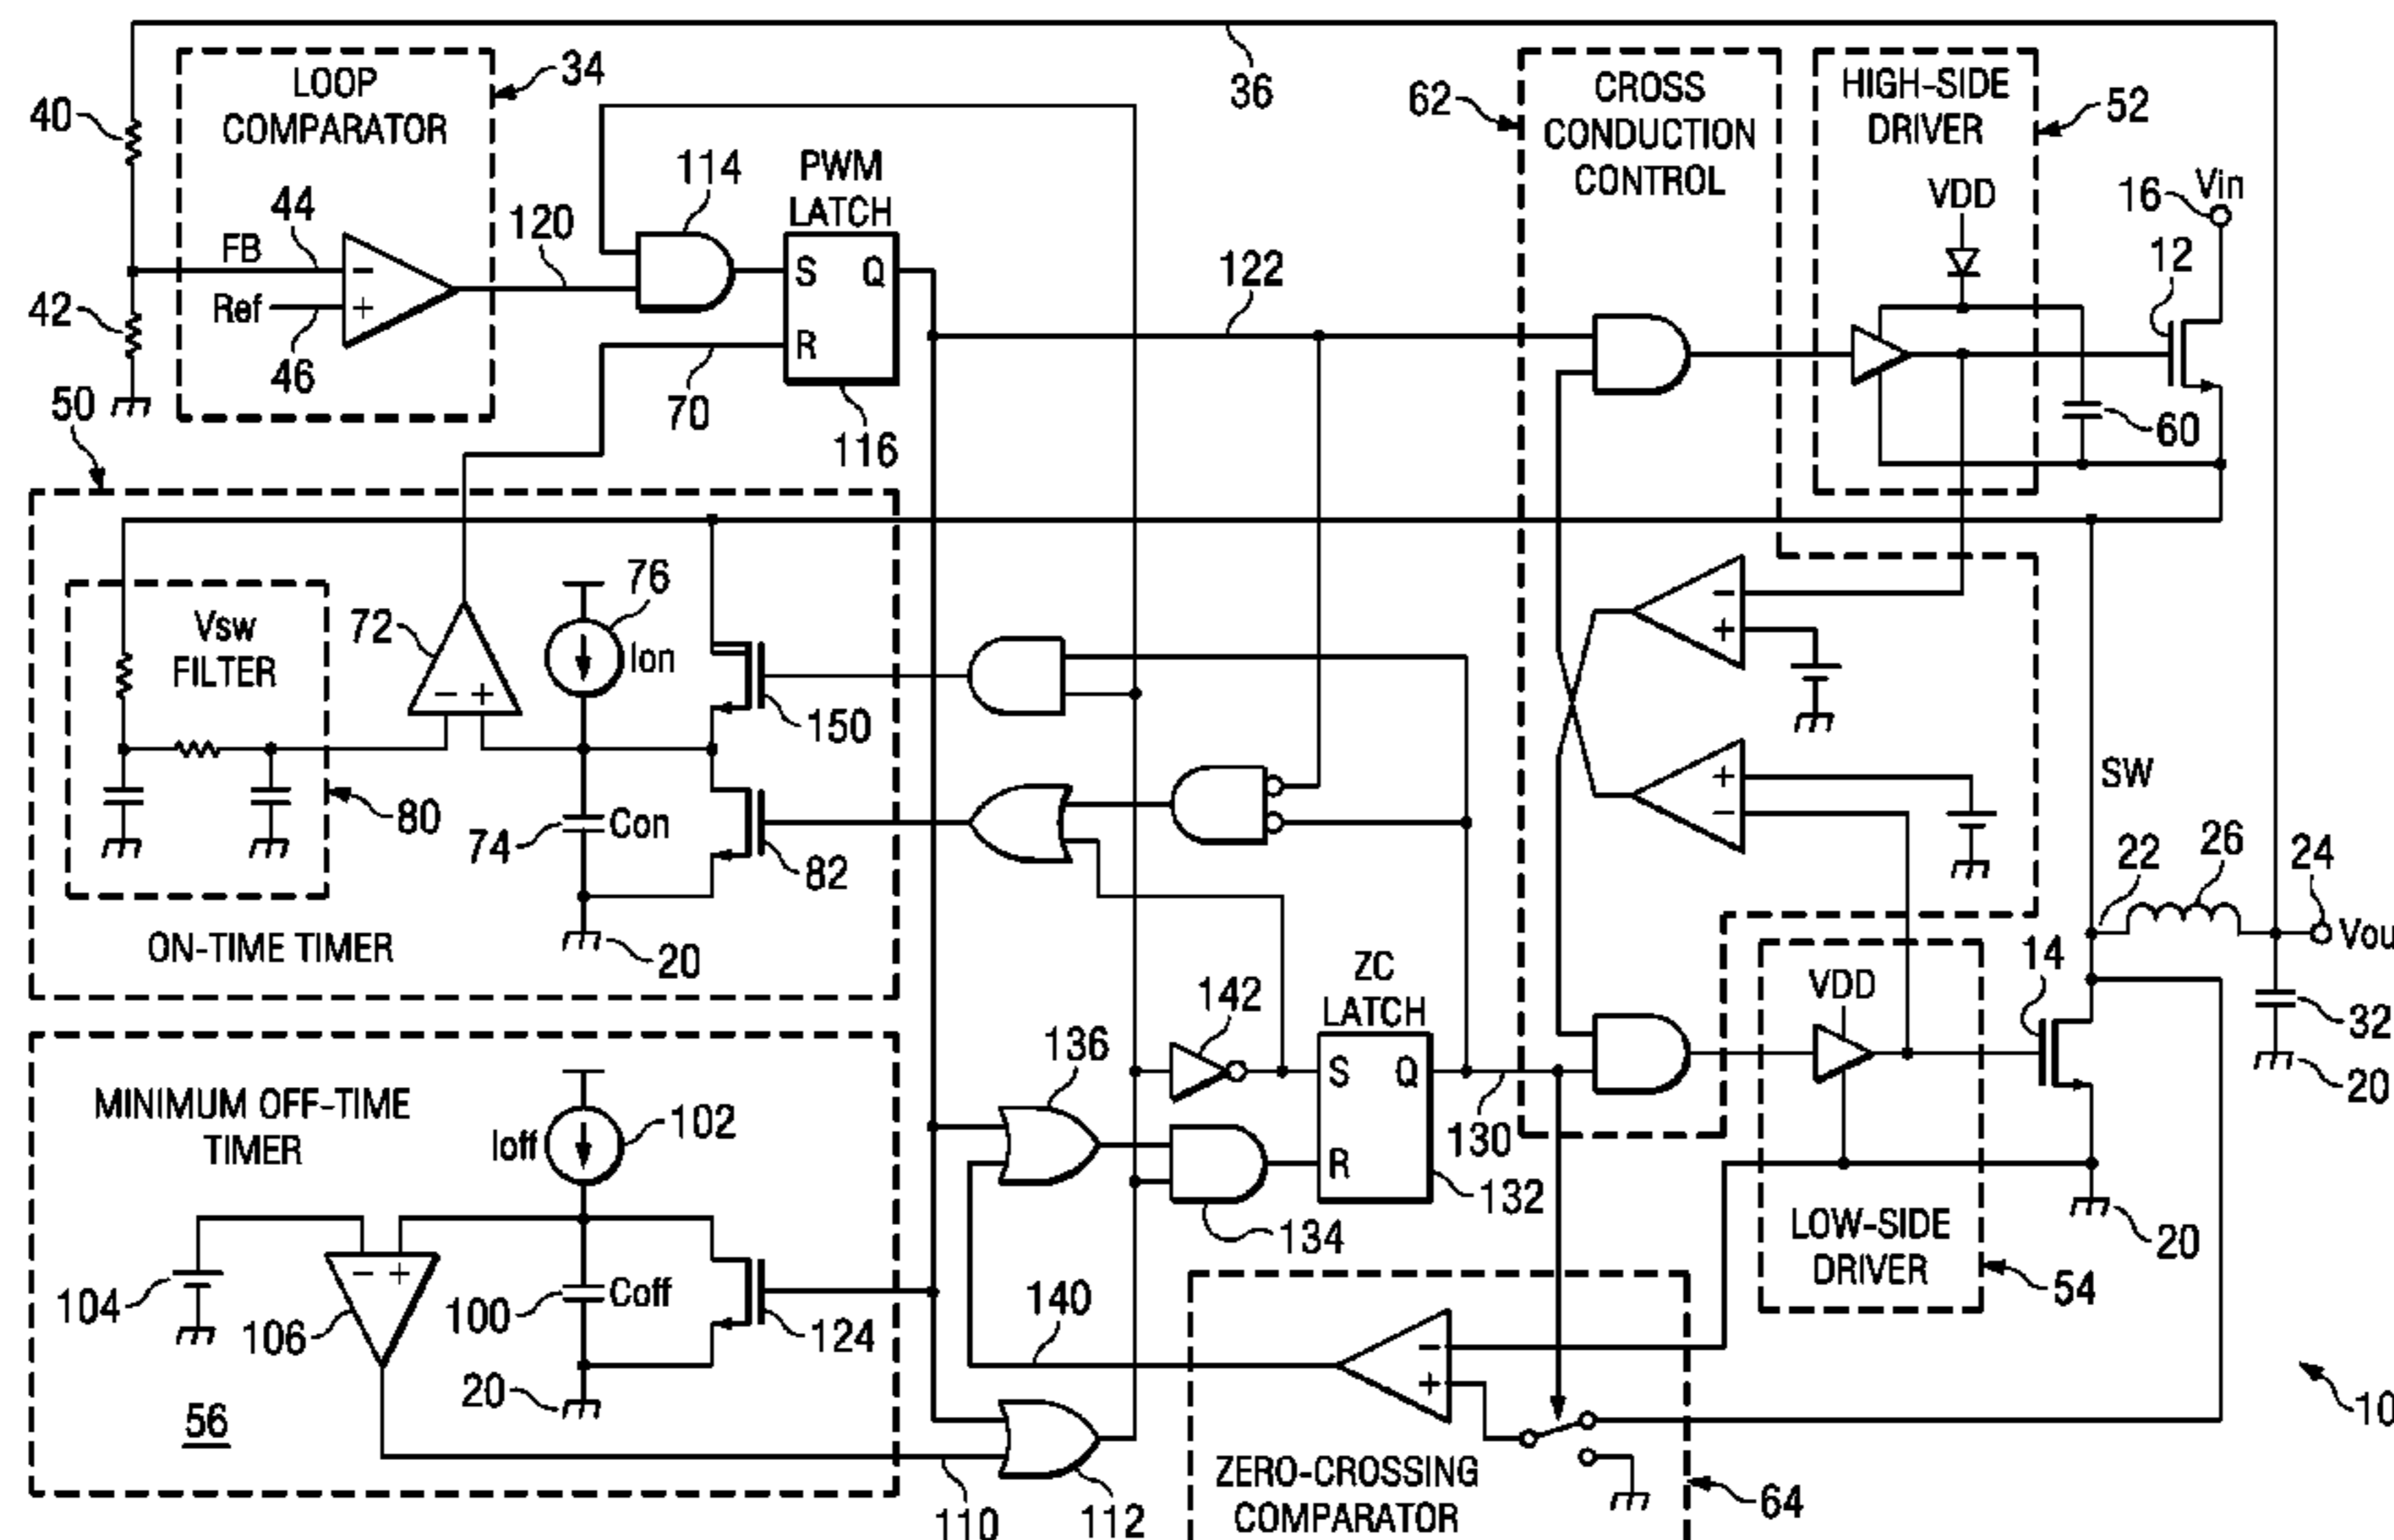 36
LOOP
COMPARATOR
34
40
FB
44
Ref
46
42
-
+
120
114
PWM
LATCH
S
Q
R
116
70
122
62
CROSS
CONDUCTION
CONTROL
HIGH-SIDE
DRIVER
52
VDD
16
Vin
12
60
50
Vsw
FILTER
72
- +
76
Ion
150
80
74
Con
82
ON-TIME TIMER
20
-
+
+
-
SW
22
26
24
Vou
14
32
20
MINIMUM OFF-TIME
TIMER
Ioff
102
104
- +
106
100
Coff
124
20
56
110
112
136
142
ZC
LATCH
S
Q
R
130
132
134
140
-
+
ZERO-CROSSING
COMPARATOR
64
VDD
LOW-SIDE
DRIVER
54
20
10